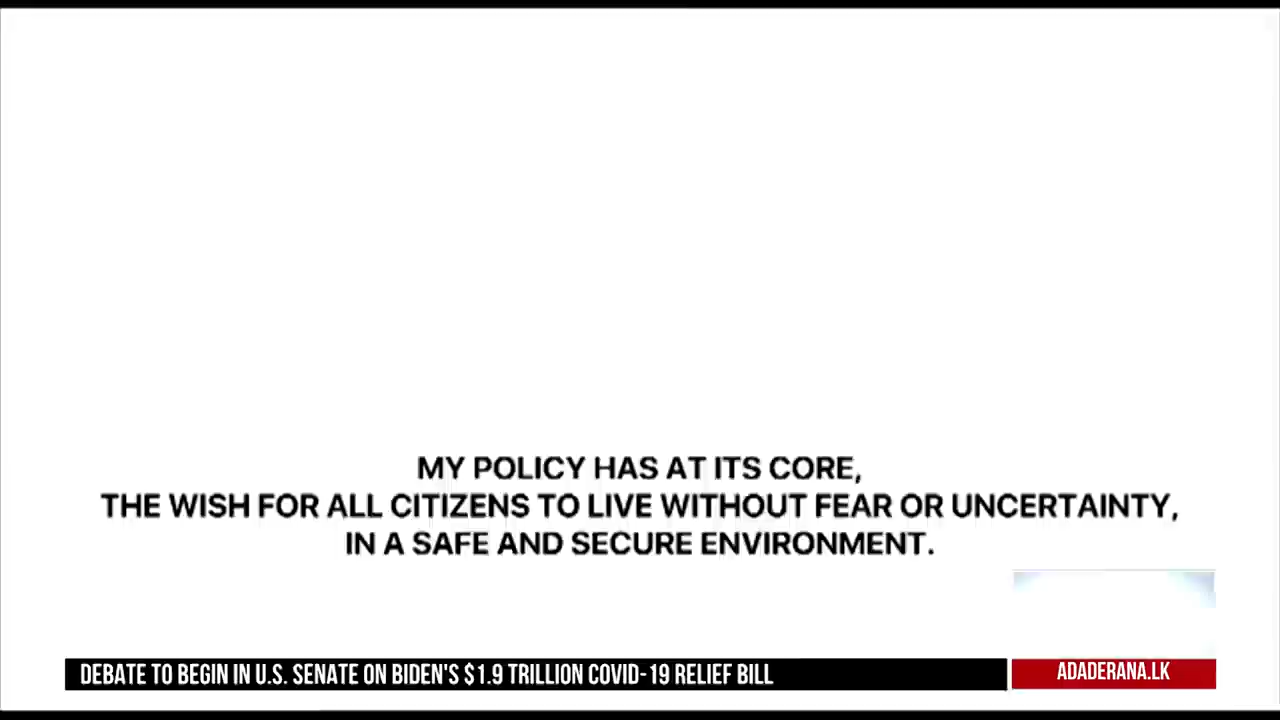 MY POLICY HAS AT ITS CORE,
THE WISH FOR ALL CITIZENS TO LIVE WITHOUT FEAR OR UNCERTAINTY,
IN A SAFE AND SECURE ENVIRONMENT.
DEBATE TO BEGIN IN U.S. SENATE ON BIDEN'S $1.9 TRILLION COVID-19 RELIEF BILL
ADADERANA.LK